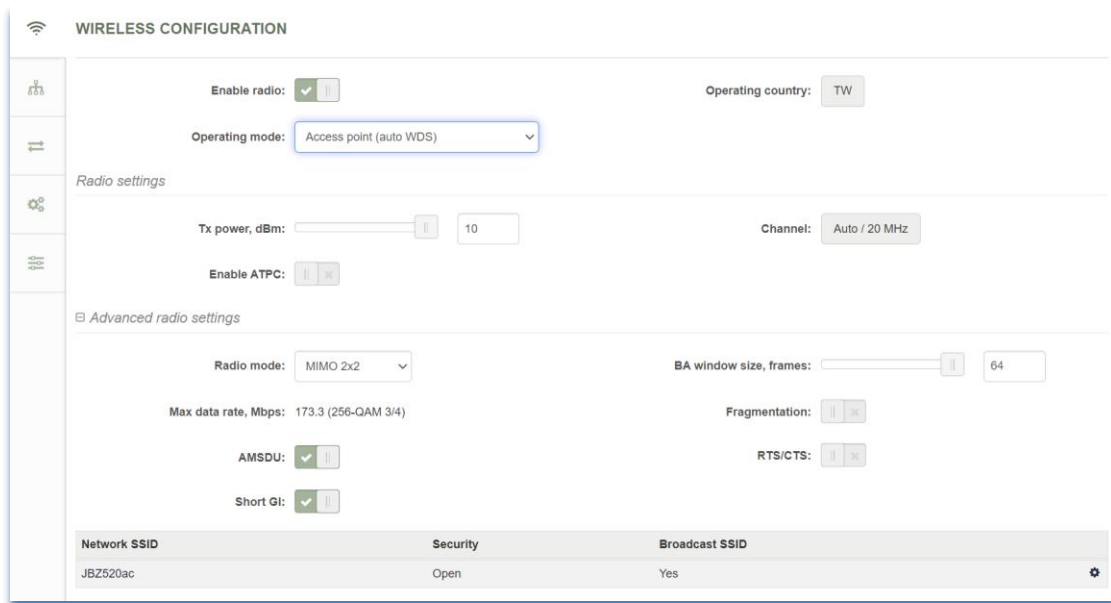 WIRELESS CONFIGURATION
Enable radio:
Operating country: TW
Operating mode: Access point (auto WDS)
Radio settings
Tx power, dBm: 10
Channel: Auto / 20 MHz
Enable ATPC:
Advanced radio settings
Radio mode: MIMO 2x2
BA window size, frames: 64
Max data rate, Mbps: 173.3 (256-QAM 3/4)
Fragmentation:
AMSDU:
RTS/CTS:
Short GI:
Network SSID Security Broadcast SSID
JBZ520ac Open Yes